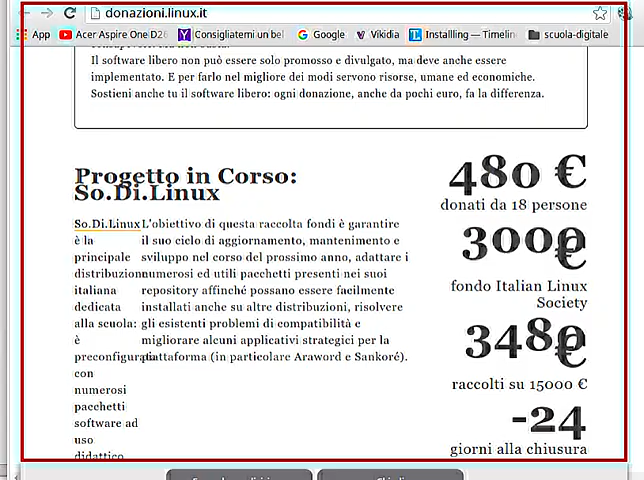 donazioni.linux.it
App
Acer Aspire One D26
Consigliatemi un bel
Google
Vikidia
Installling — Timelin
scuola-digitale
Il software libero non può essere solo promosso e divulgato, ma deve anche essere
implementato. E per farlo nel migliore dei modi servono risorse, umane ed economiche.
Sostieni anche tu il software libero: ogni donazione, anche da pochi euro, fa la differenza.
Progetto in Corso:
So.Di.Linux
So.Di.Linux
è la
principale
distribuzione
italiana
dedicata
alla scuola:
è
preconfigurata
con
numerosi
pacchetti
software ad
uso
didattico
L'obiettivo di questa raccolta fondi è garantire
il suo ciclo di aggiornamento, mantenimento e
sviluppo nel corso del prossimo anno, adattare i
numerosi ed utili pacchetti presenti nei suoi
repository affinché possano essere facilmente
installati anche su altre distribuzioni, risolvere
gli esistenti problemi di compatibilità e
migliorare alcuni applicativi strategici per la
piattaforma (in particolare Araword e Sankoré).
480 €
donati da 18 persone
3000
€
fondo Italian Linux
Society
3480
€
raccolti su 15000 €
-24
giorni alla chiusura